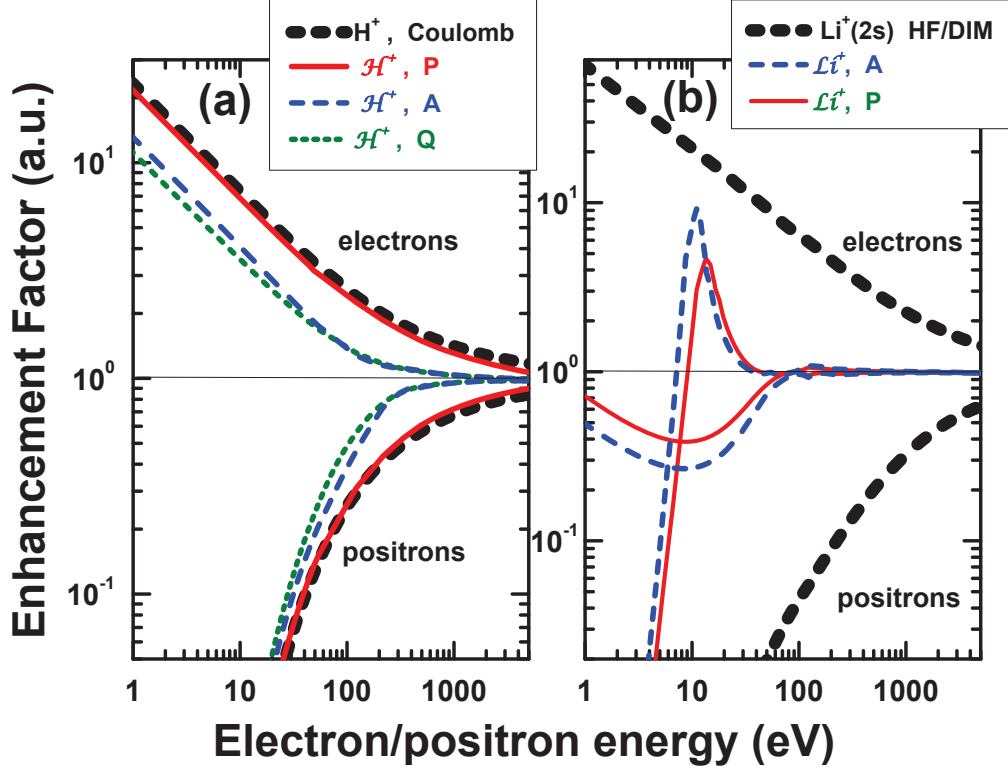 H⁺, Coulomb
ℋ⁺, P
ℋ⁺, A
ℋ⁺, Q
Li⁺(2s) HF/DIM
ℒi⁺, A
ℒi⁺, P
(a)
(b)
Enhancement Factor (a.u.)
10¹
10⁰
10⁻¹
electrons
positrons
1 10 100 1000
10¹
10⁰
10⁻¹
electrons
positrons
1 10 100 1000
Electron/positron energy (eV)